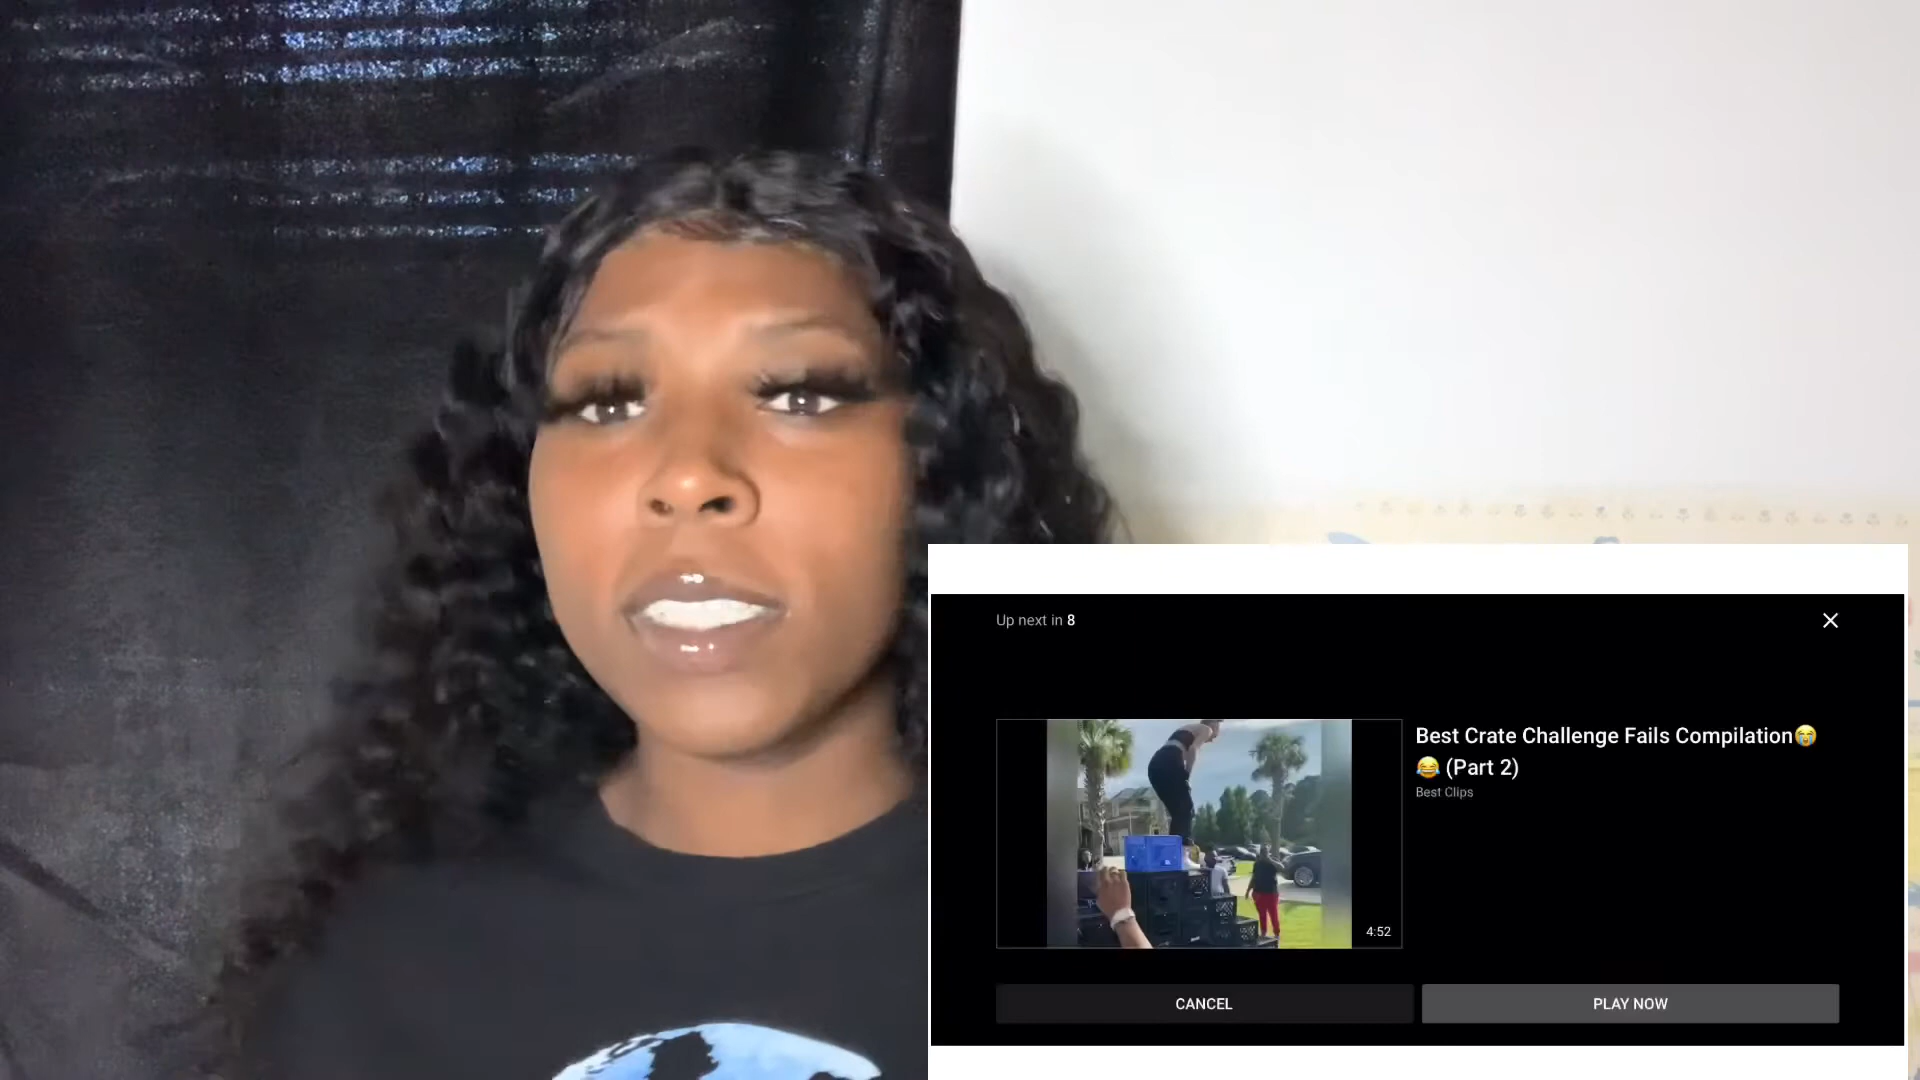 Up next in 8
Best Crate Challenge Fails Compilation😭
😂 (Part 2)
Best Clips
4:52
CANCEL
PLAY NOW